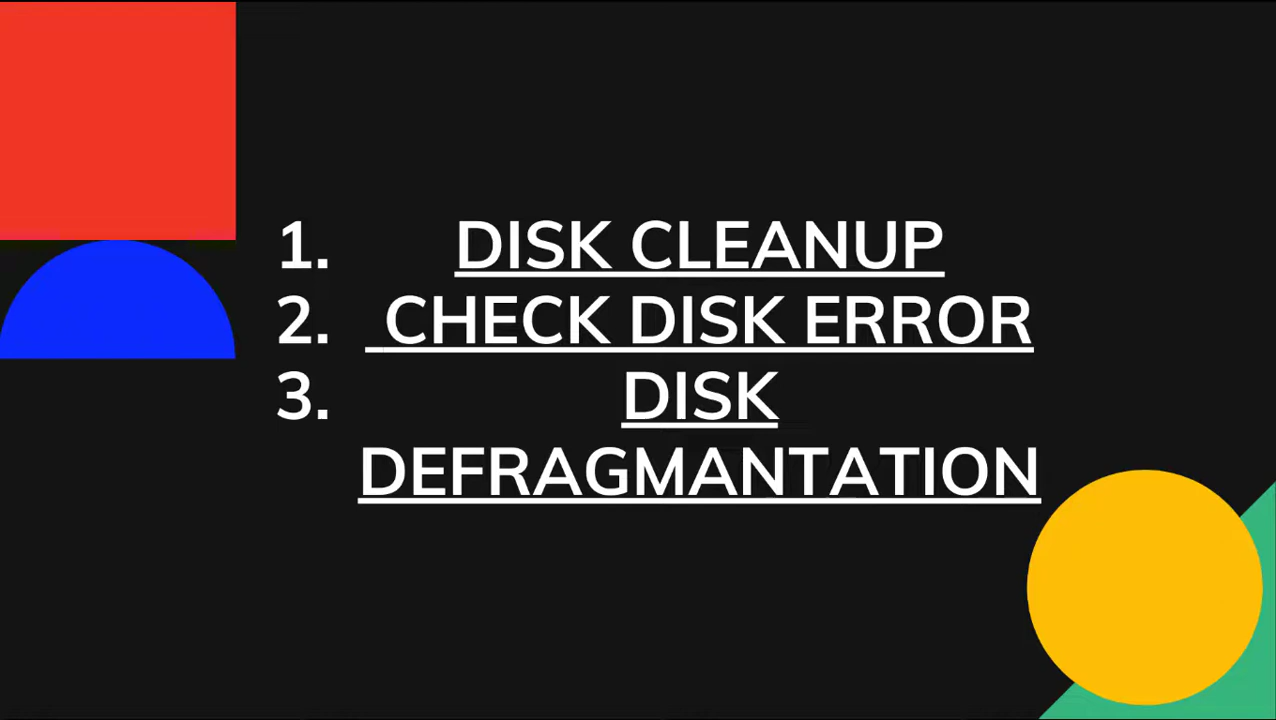 1. DISK CLEANUP
2. CHECK DISK ERROR
3. DISK
DEFRAGMANTATION